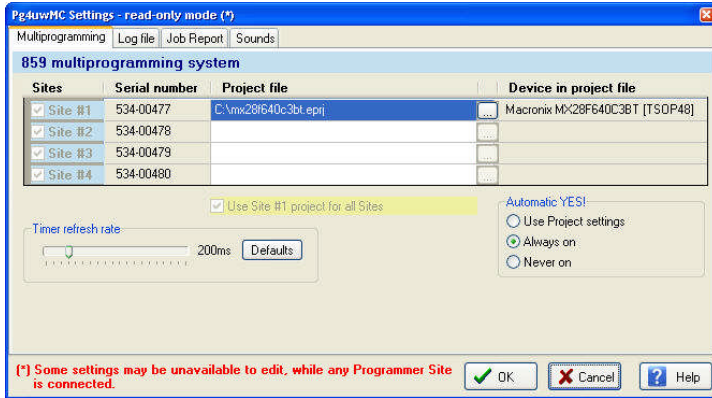 Pg4uwMC Settings - read-only mode (*)
Multiprogramming Log file Job Report Sounds
859 multiprogramming system
Sites Serial number Project file Device in project file
Site #1 534-00477 C:\mx28f640c3bt.eprj ... Macronix MX28F640C3BT [TSOP48]
Site #2 534-00478 ...
Site #3 534-00479 ...
Site #4 534-00480 ...
Use Site #1 project for all Sites
Automatic YES!
Use Project settings
Always on
Never on
Timer refresh rate
200ms Defaults
(*) Some settings may be unavailable to edit, while any Programmer Site
is connected.
OK Cancel Help